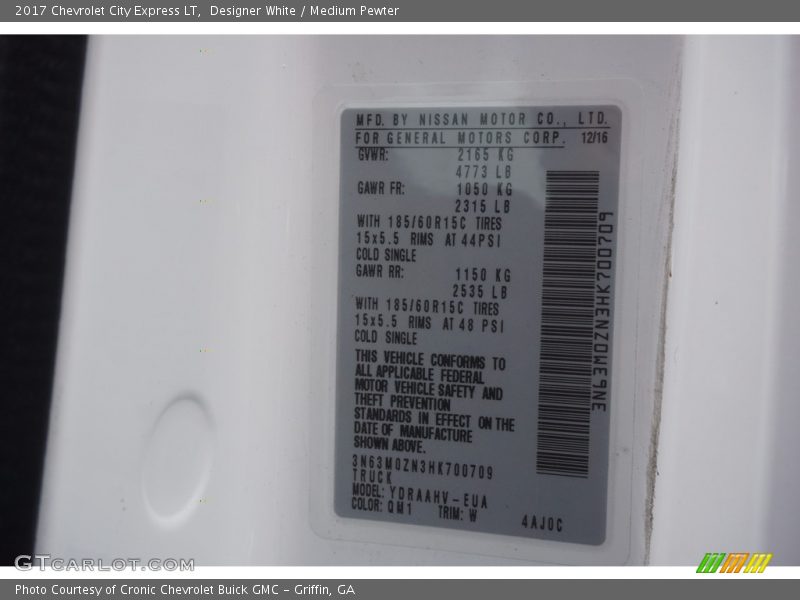 2017 Chevrolet City Express LT,  Designer White / Medium Pewter
MFD. BY NISSAN MOTOR CO., LTD.
FOR GENERAL MOTORS CORP. 12/16
GVWR: 2165 KG
4773 LB
GAWR FR: 1050 KG
2315 LB
WITH 185/60R15C TIRES
15x5.5 RIMS AT 44PSI
COLD SINGLE
GAWR RR: 1150 KG
2535 LB
WITH 185/60R15C TIRES
15x5.5 RIMS AT 48 PSI
COLD SINGLE
THIS VEHICLE CONFORMS TO
ALL APPLICABLE FEDERAL
MOTOR VEHICLE SAFETY AND
THEFT PREVENTION
STANDARDS IN EFFECT ON THE
DATE OF MANUFACTURE
SHOWN ABOVE.
3N63M0ZN3HK700709
TRUCK
MODEL: YDRAAHV-EUA
COLOR: QM1 TRIM: W 4AJ0C
3N63M0ZN3HK700709
GTCARLOT.COM
Photo Courtesy of Cronic Chevrolet Buick GMC - Griffin, GA